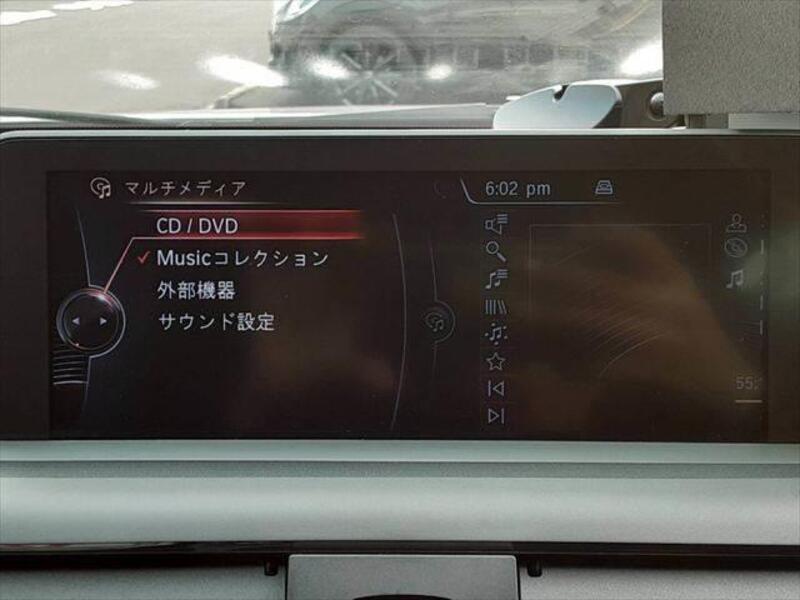 マルチメディア
6:02 pm
CD / DVD
Musicコレクション
外部機器
サウンド設定